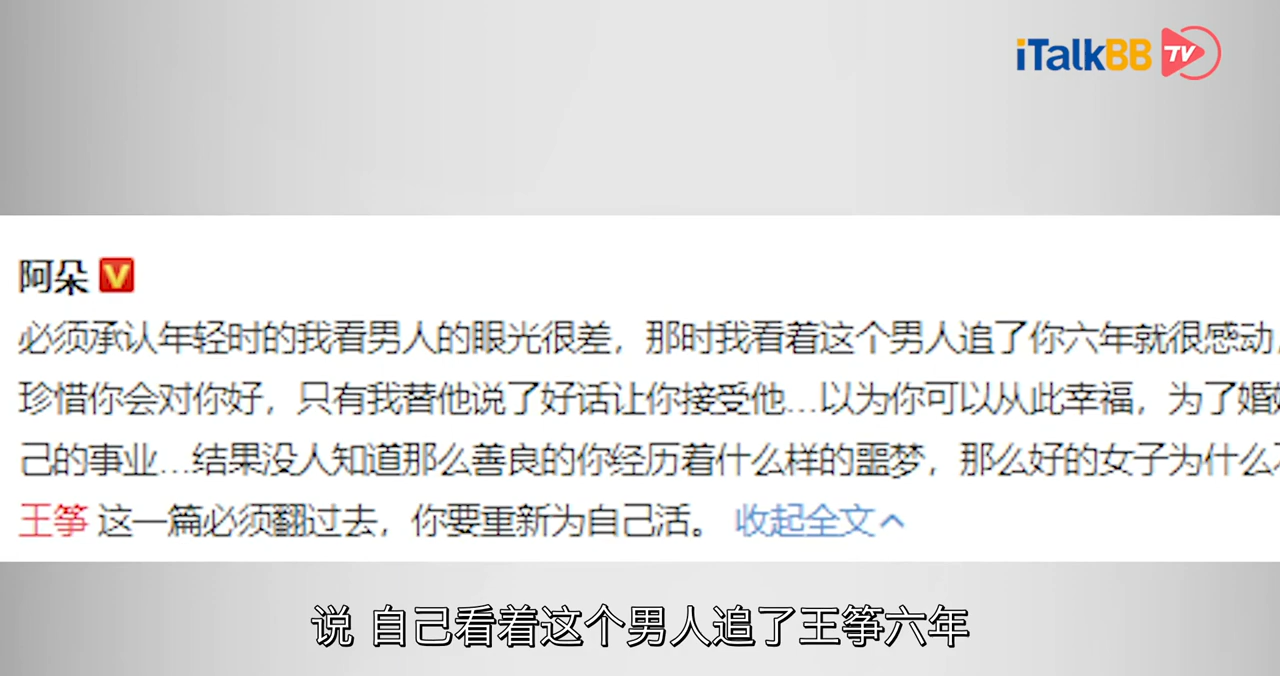 iTalkBB TV
阿朵 V
必须承认年轻时的我看男人的眼光很差，那时我看着这个男人追了你六年就很感动，
珍惜你会对你好，只有我替他说了好话让你接受他...以为你可以从此幸福，为了婚
己的事业...结果没人知道那么善良的你经历着什么样的噩梦，那么好的女子为什么
王筝 这一篇必须翻过去，你要重新为自己活。 收起全文
说 自己看着这个男人追了王筝六年